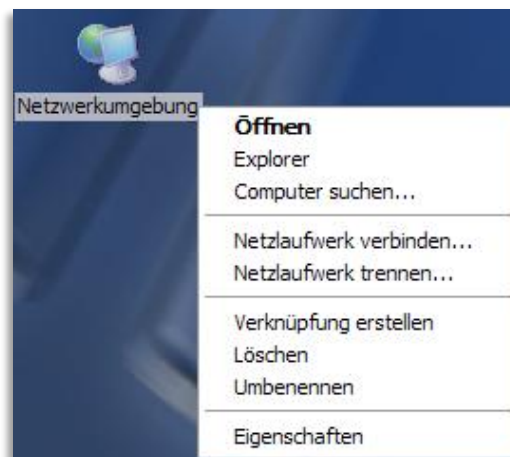 Netzwerkumgebung
Öffnen
Explorer
Computer suchen...
Netzlaufwerk verbinden...
Netzlaufwerk trennen...
Verknüpfung erstellen
Löschen
Umbenennen
Eigenschaften